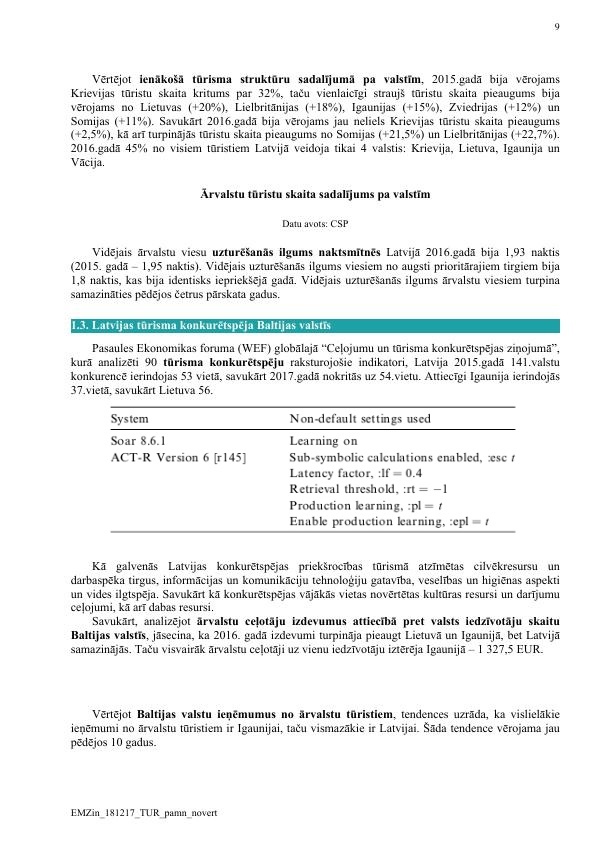 9
Vērtējot ienākošā tūrisma struktūru sadalījumā pa valstīm, 2015.gadā bija vērojams
Krievijas tūristu skaita kritums par 32%, taču vienlaicīgi straujš tūristu skaita pieaugums bija
vērojams no Lietuvas (+20%), Lielbritānijas (+18%), Igaunijas (+15%), Zviedrijas (+12%) un
Somijas (+11%). Savukārt 2016.gadā bija vērojams jau neliels Krievijas tūristu skaita pieaugums
(+2,5%), kā arī turpinājās tūristu skaita pieaugums no Somijas (+21,5%) un Lielbritānijas (+22,7%).
2016.gadā 45% no visiem tūristiem Latvijā veidoja tikai 4 valstis: Krievija, Lietuva, Igaunija un
Vācija.
Ārvalstu tūristu skaita sadalījums pa valstīm
Datu avots: CSP
Vidējais ārvalstu viesu uzturēšanās ilgums naktsmītnēs Latvijā 2016.gadā bija 1,93 naktis
(2015. gadā – 1,95 naktis). Vidējais uzturēšanās ilgums viesiem no augsti prioritārajiem tirgiem bija
1,8 naktis, kas bija identisks iepriekšējā gadā. Vidējais uzturēšanās ilgums ārvalstu viesiem turpina
samazināties pēdējos četrus pārskata gadus.
1.3. Latvijas tūrisma konkurētspēja Baltijas valstīs
Pasaules Ekonomikas foruma (WEF) globālajā “Ceļojumu un tūrisma konkurētspējas ziņojumā”,
kurā analizēti 90 tūrisma konkurētspēju raksturojošie indikatori, Latvija 2015.gadā 141.valstu
konkurencē ierindojas 53 vietā, savukārt 2017.gadā nokritās uz 54.vietu. Attiecīgi Igaunija ierindojās
37.vietā, savukārt Lietuva 56.
System Non-default settings used
Soar 8.6.1 Learning on
ACT-R Version 6 [r145] Sub-symbolic calculations enabled, :esc t
Latency factor, :lf = 0.4
Retrieval threshold, :rt = −1
Production learning, :pl = t
Enable production learning, :epl = t
Kā galvenās Latvijas konkurētspējas priekšrocības tūrismā atzīmētas cilvēkresursu un
darbaspēka tirgus, informācijas un komunikāciju tehnoloģiju gatavība, veselības un higiēnas aspekti
un vides ilgtspēja. Savukārt kā konkurētspējas vājākās vietas novērtētas kultūras resursi un darījumu
ceļojumi, kā arī dabas resursi.
Savukārt, analizējot ārvalstu ceļotāju izdevumus attiecībā pret valsts iedzīvotāju skaitu
Baltijas valstīs, jāsecina, ka 2016. gadā izdevumi turpināja pieaugt Lietuvā un Igaunijā, bet Latvijā
samazinājās. Taču visvairāk ārvalstu ceļotāji uz vienu iedzīvotāju iztērēja Igaunijā – 1 327,5 EUR.
Vērtējot Baltijas valstu ieņēmumus no ārvalstu tūristiem, tendences uzrāda, ka vislielākie
ieņēmumi no ārvalstu tūristiem ir Igaunijai, taču vismazākie ir Latvijai. Šāda tendence vērojama jau
pēdējos 10 gadus.
EMZin_181217_TUR_pamn_novert